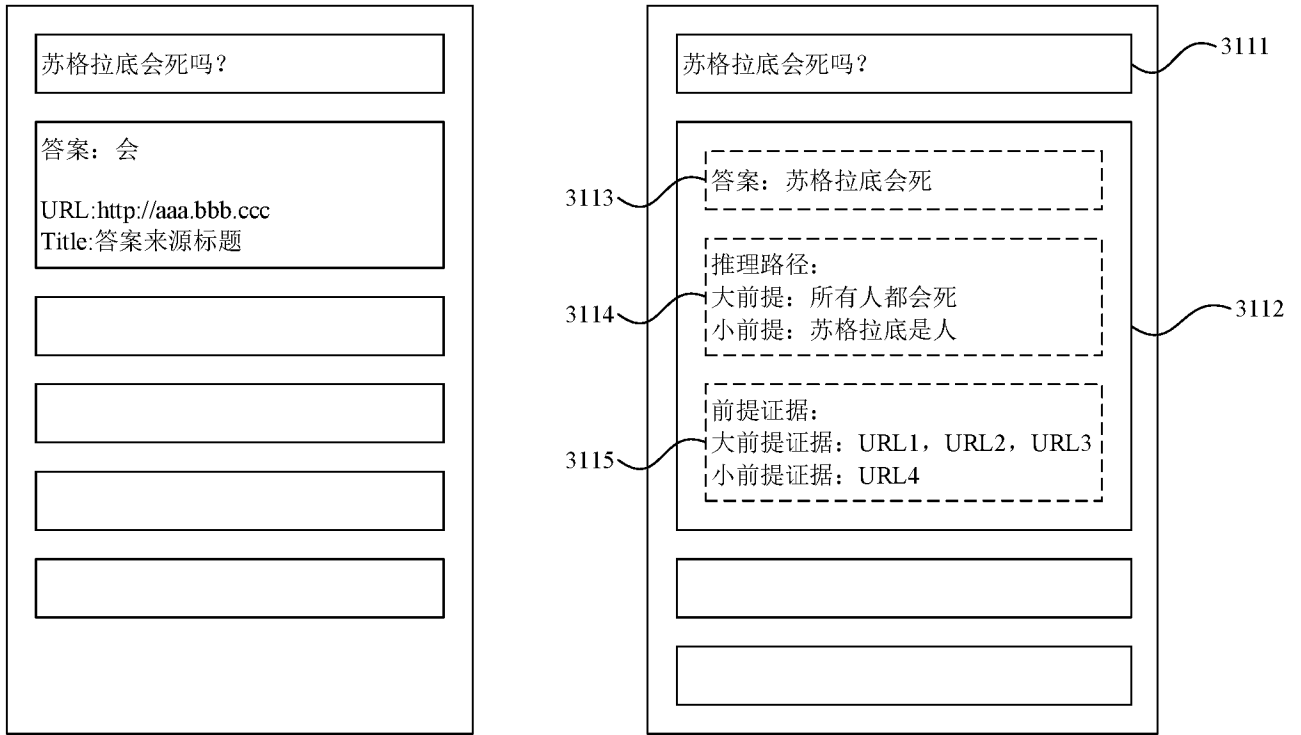 苏格拉底会死吗？
答案：会
URL:http://aaa.bbb.ccc
Title:答案来源标题
苏格拉底会死吗？
3111
3112
3113
答案：苏格拉底会死
3114
推理路径：
大前提：所有人都会死
小前提：苏格拉底是人
3115
前提证据：
大前提证据：URL1，URL2，URL3
小前提证据：URL4